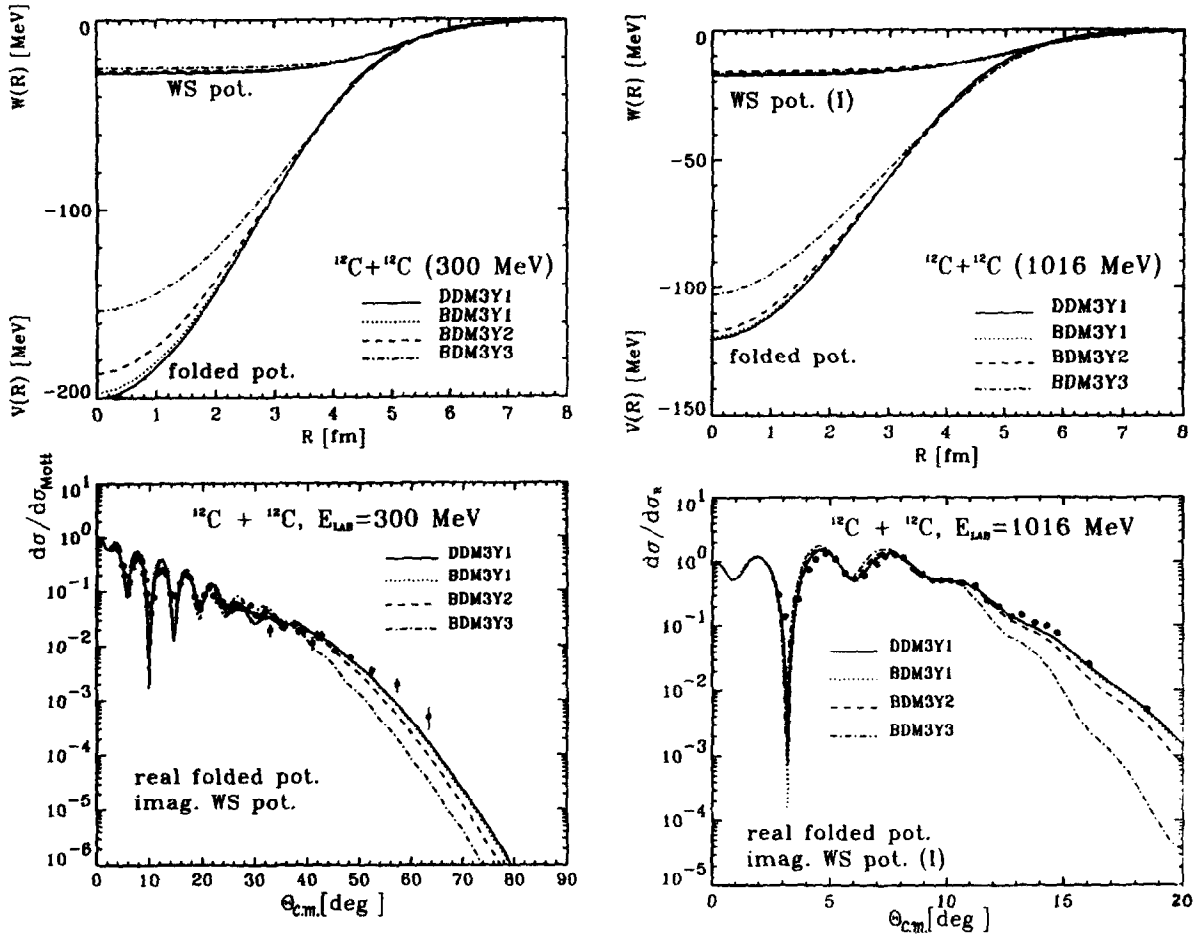 W(R) [MeV]
V(R) [MeV]
0
-100
-200
WS pot.
¹²C+¹²C (300 MeV)
DDM3Y1
BDM3Y1
BDM3Y2
BDM3Y3
folded pot.
0 1 2 3 4 5 6 7 8
R [fm]
W(R) [MeV]
V(R) [MeV]
0
-50
-100
-150
WS pot. (I)
¹²C+¹²C (1016 MeV)
DDM3Y1
BDM3Y1
BDM3Y2
BDM3Y3
folded pot.
0 1 2 3 4 5 6 7 8
R [fm]
dσ/dσMott
10¹
10⁰
10⁻¹
10⁻²
10⁻³
10⁻⁴
10⁻⁵
10⁻⁶
¹²C + ¹²C, ELAB=300 MeV
DDM3Y1
BDM3Y1
BDM3Y2
BDM3Y3
real folded pot.
imag. WS pot.
0 10 20 30 40 50 60 70 80 90
Θc.m.[deg ]
dσ/dσR
10¹
10⁰
10⁻¹
10⁻²
10⁻³
10⁻⁴
10⁻⁵
¹²C + ¹²C, ELAB=1016 MeV
DDM3Y1
BDM3Y1
BDM3Y2
BDM3Y3
real folded pot.
imag. WS pot. (I)
0 5 10 15 20
Θc.m.[deg ]